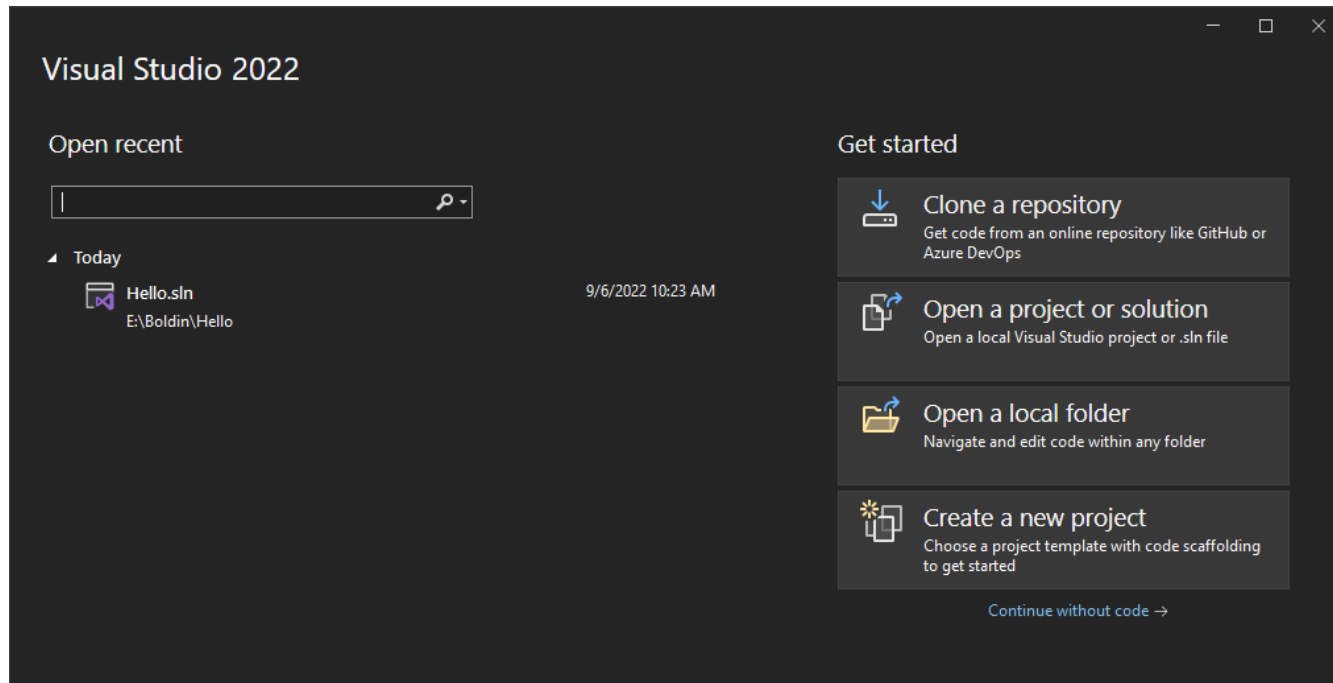 Visual Studio 2022
Open recent
Today
Hello.sln
9/6/2022 10:23 AM
E:\Boldin\Hello
Get started
Clone a repository
Get code from an online repository like GitHub or
Azure DevOps
Open a project or solution
Open a local Visual Studio project or .sln file
Open a local folder
Navigate and edit code within any folder
Create a new project
Choose a project template with code scaffolding
to get started
Continue without code →